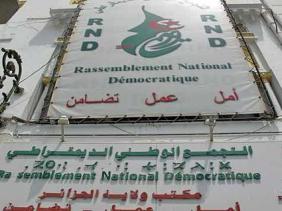 RND RND
Rassemblement National
Démocratique
أمل عمل تضامن
التجمع الوطني الديمقراطي
Rassemblement National Démocratique
مكتب ولاية الجزائر